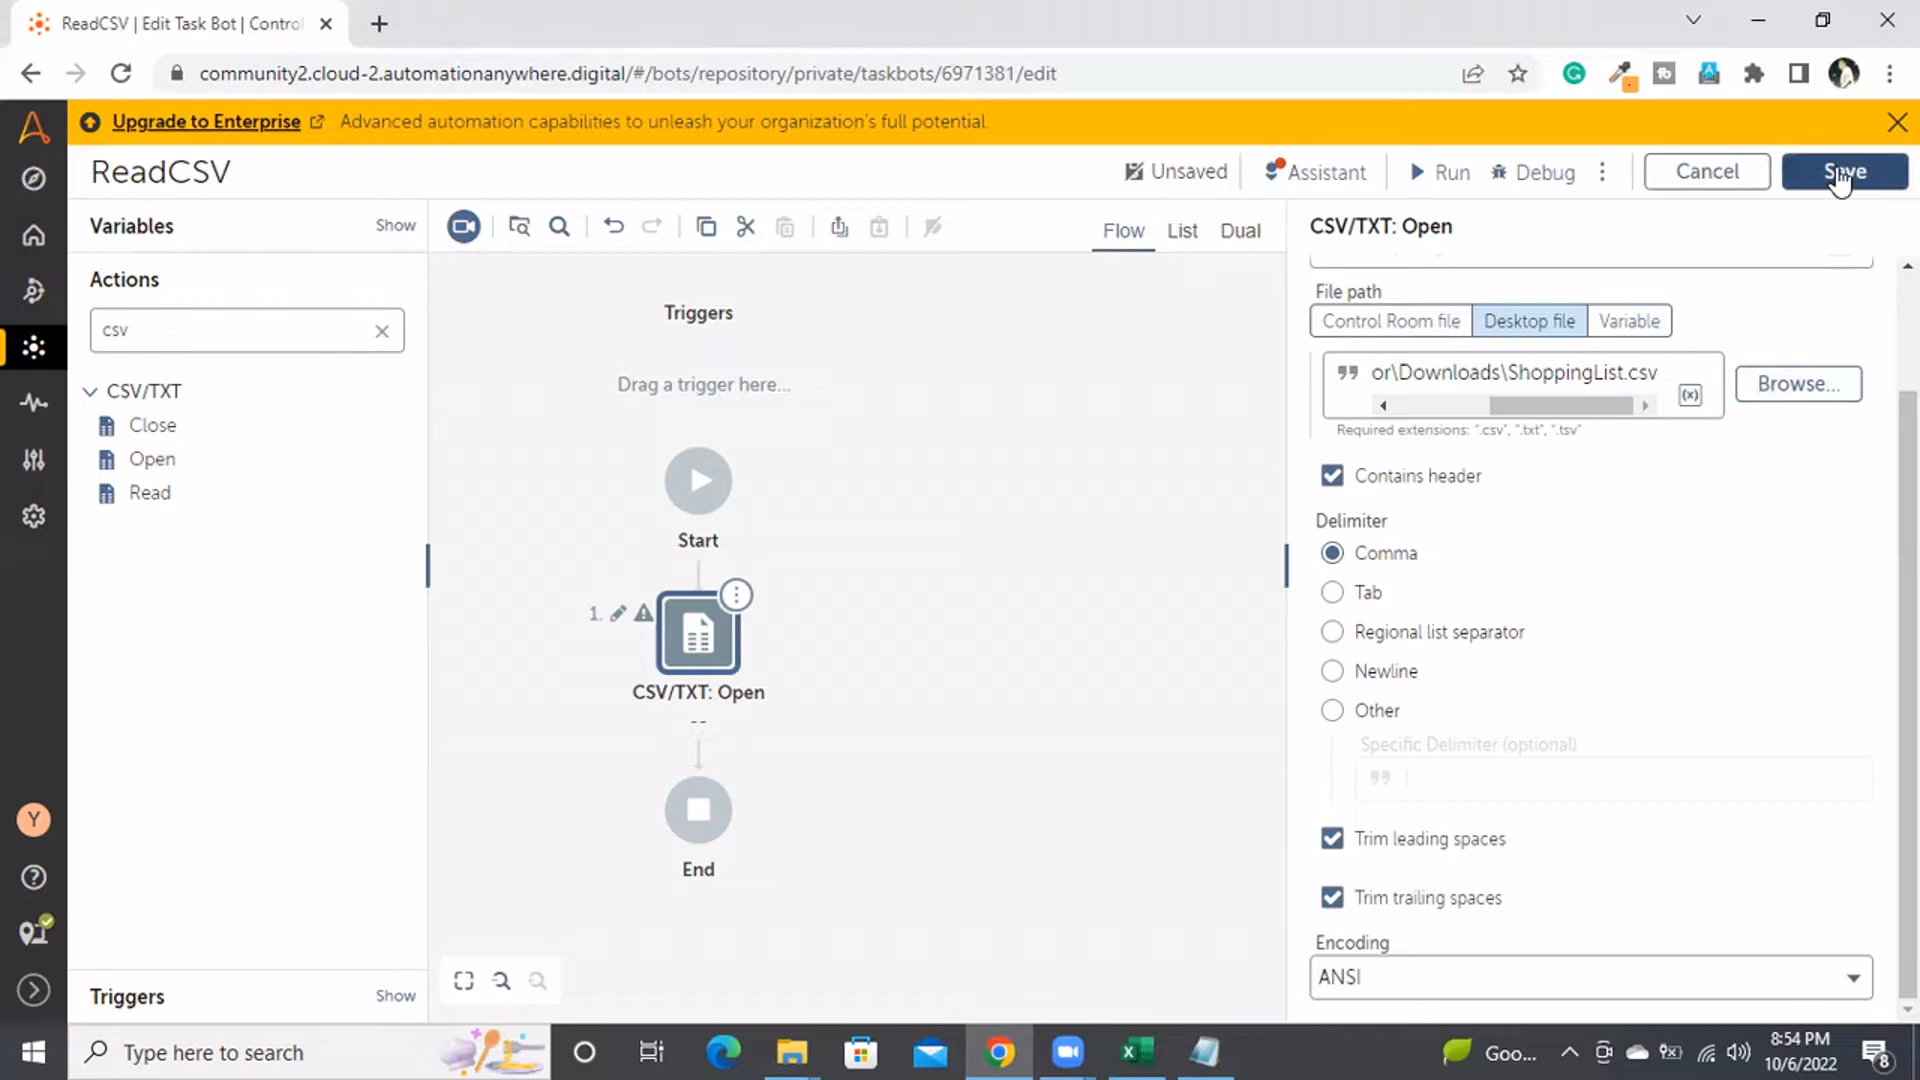 ReadCSV | Edit Task Bot | Contro
community2.cloud-2.automationanywhere.digital/#/bots/repository/private/taskbots/6971381/edit
Upgrade to Enterprise Advanced automation capabilities to unleash your organization's full potential.
ReadCSV
Unsaved
Assistant
Run
Debug
Cancel
Save
Variables
Show
Flow
List
Dual
CSV/TXT: Open
Actions
csv
CSV/TXT
Close
Open
Read
Triggers
Drag a trigger here...
Start
1.
CSV/TXT: Open
--
End
File path
Control Room file
Desktop file
Variable
or\Downloads\ShoppingList.csv
(x)
Browse...
Required extensions: ".csv", ".txt", ".tsv"
Contains header
Delimiter
Comma
Tab
Regional list separator
Newline
Other
Specific Delimiter (optional)
Trim leading spaces
Trim trailing spaces
Encoding
ANSI
Y
Triggers
Show
Type here to search
Goo...
8:54 PM
10/6/2022
8